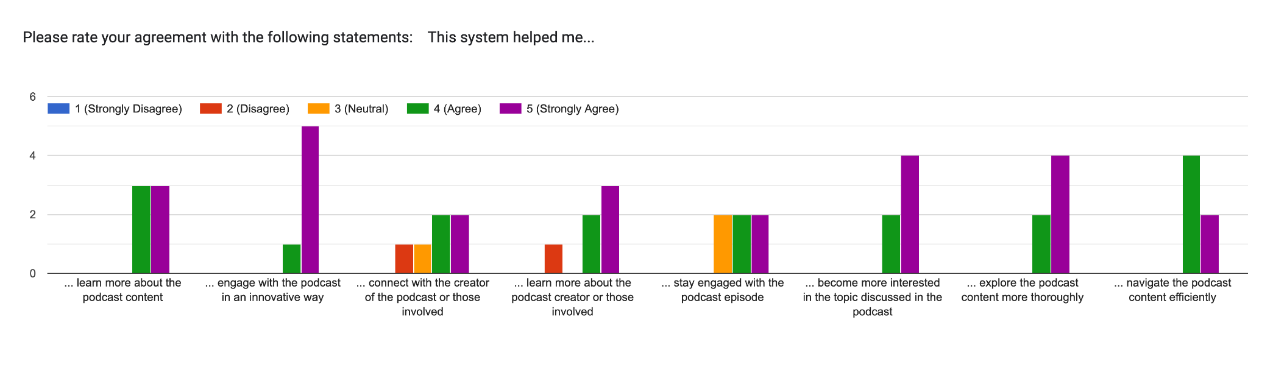 Please rate your agreement with the following statements: This system helped me...
6
1 (Strongly Disagree) 2 (Disagree) 3 (Neutral) 4 (Agree) 5 (Strongly Agree)
4
2
0
... learn more about the
podcast content
... engage with the podcast
in an innovative way
... connect with the creator
of the podcast or those
involved
... learn more about the
podcast creator or those
involved
... stay engaged with the
podcast episode
... become more interested
in the topic discussed in the
podcast
... explore the podcast
content more thoroughly
... navigate the podcast
content efficiently